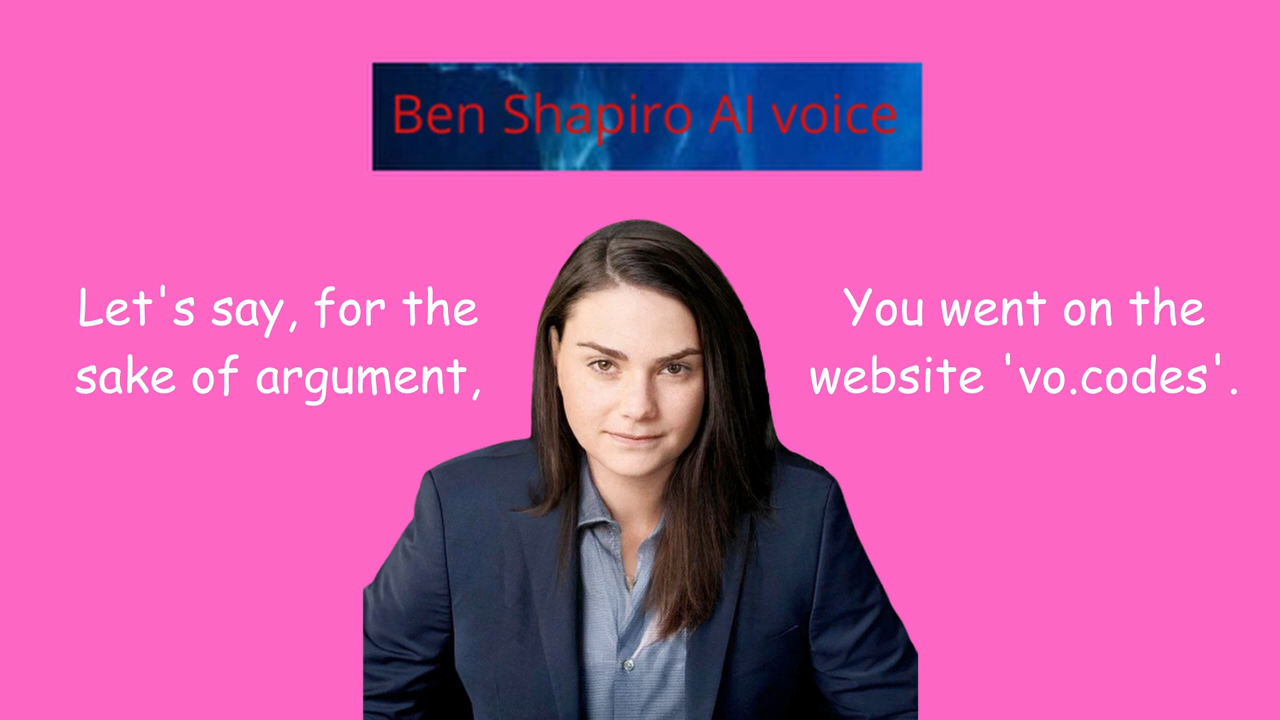 Ben Shapiro AI voice
Let's say, for the
sake of argument,
You went on the
website 'vo.codes'.